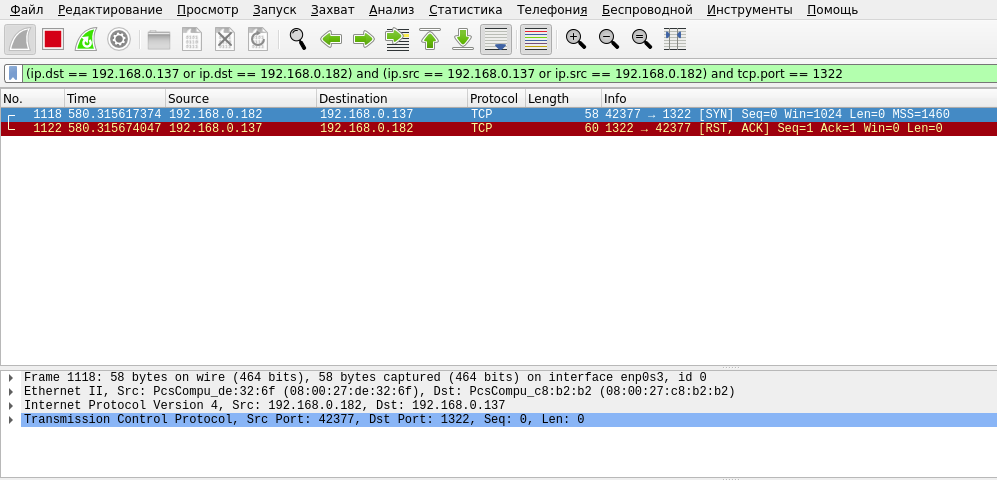 Файл Редактирование Просмотр Запуск Захват Анализ Статистика Телефония Беспроводной Инструменты Помощь
(ip.dst == 192.168.0.137 or ip.dst == 192.168.0.182) and (ip.src == 192.168.0.137 or ip.src == 192.168.0.182) and tcp.port == 1322
No. Time Source Destination Protocol Length Info
1118 580.315617374 192.168.0.182 192.168.0.137 TCP 58 42377 → 1322 [SYN] Seq=0 Win=1024 Len=0 MSS=1460
1122 580.315674047 192.168.0.137 192.168.0.182 TCP 60 1322 → 42377 [RST, ACK] Seq=1 Ack=1 Win=0 Len=0
Frame 1118: 58 bytes on wire (464 bits), 58 bytes captured (464 bits) on interface enp0s3, id 0
Ethernet II, Src: PcsCompu_de:32:6f (08:00:27:de:32:6f), Dst: PcsCompu_c8:b2:b2 (08:00:27:c8:b2:b2)
Internet Protocol Version 4, Src: 192.168.0.182, Dst: 192.168.0.137
Transmission Control Protocol, Src Port: 42377, Dst Port: 1322, Seq: 0, Len: 0